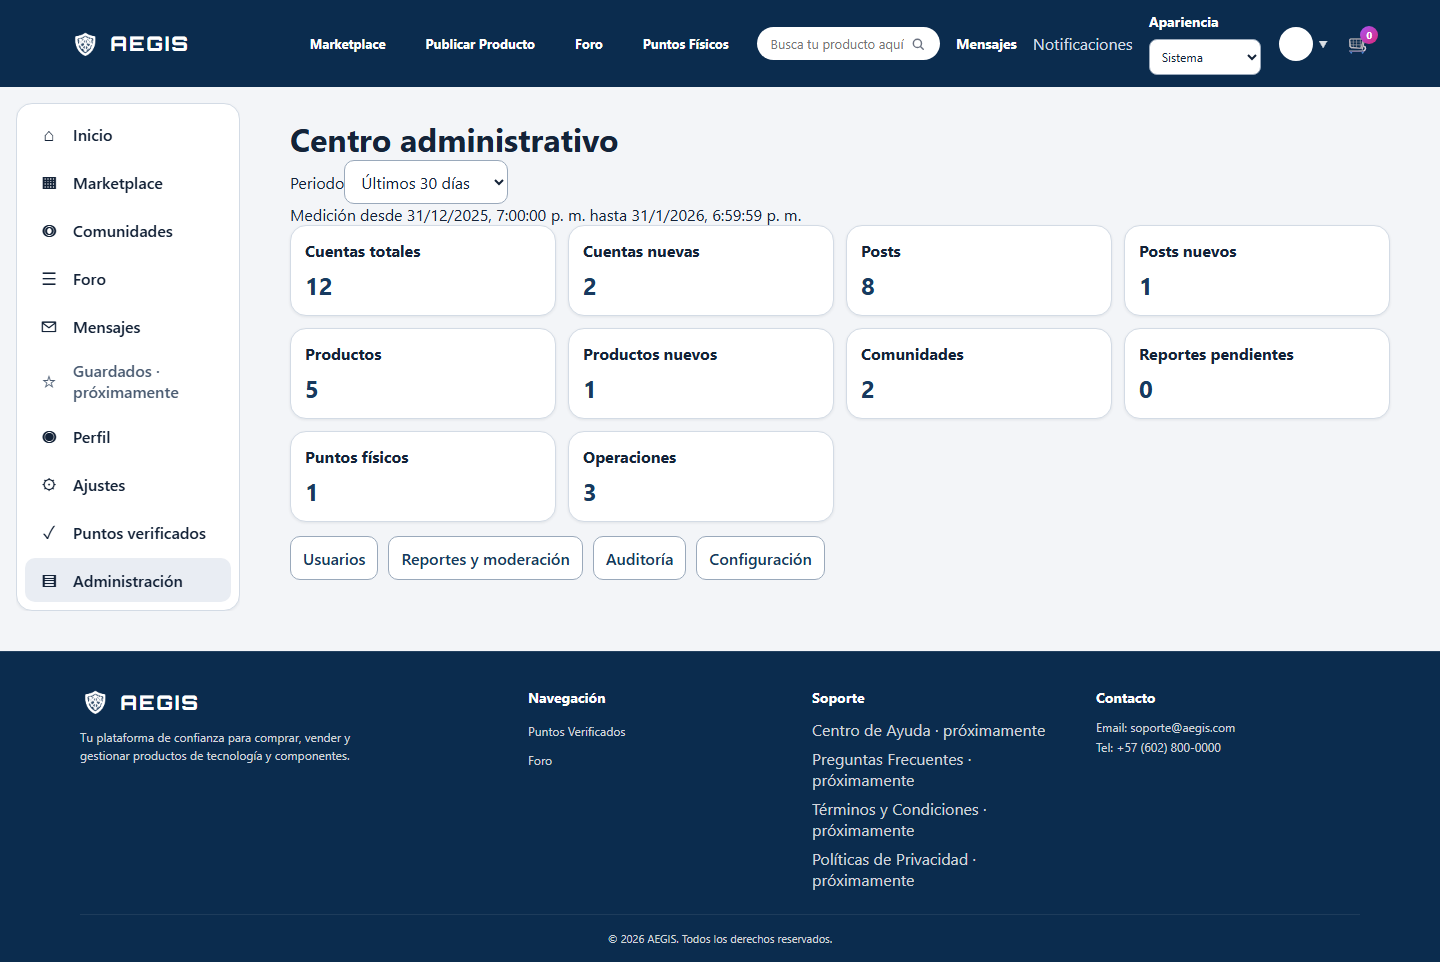 AEGIS
Marketplace
Publicar Producto
Foro
Puntos Físicos
Busca tu producto aquí
Mensajes
Notificaciones
Apariencia
Sistema
0
Inicio
Marketplace
Comunidades
Foro
Mensajes
Guardados ·
próximamente
Perfil
Ajustes
Puntos verificados
Administración
Centro administrativo
Periodo
Últimos 30 días
Medición desde 31/12/2025, 7:00:00 p. m. hasta 31/1/2026, 6:59:59 p. m.
Cuentas totales
12
Cuentas nuevas
2
Posts
8
Posts nuevos
1
Productos
5
Productos nuevos
1
Comunidades
2
Reportes pendientes
0
Puntos físicos
1
Operaciones
3
Usuarios
Reportes y moderación
Auditoría
Configuración
AEGIS
Tu plataforma de confianza para comprar, vender y
gestionar productos de tecnología y componentes.
Navegación
Puntos Verificados
Foro
Soporte
Centro de Ayuda · próximamente
Preguntas Frecuentes ·
próximamente
Términos y Condiciones ·
próximamente
Políticas de Privacidad ·
próximamente
Contacto
Email: soporte@aegis.com
Tel: +57 (602) 800-0000
© 2026 AEGIS. Todos los derechos reservados.